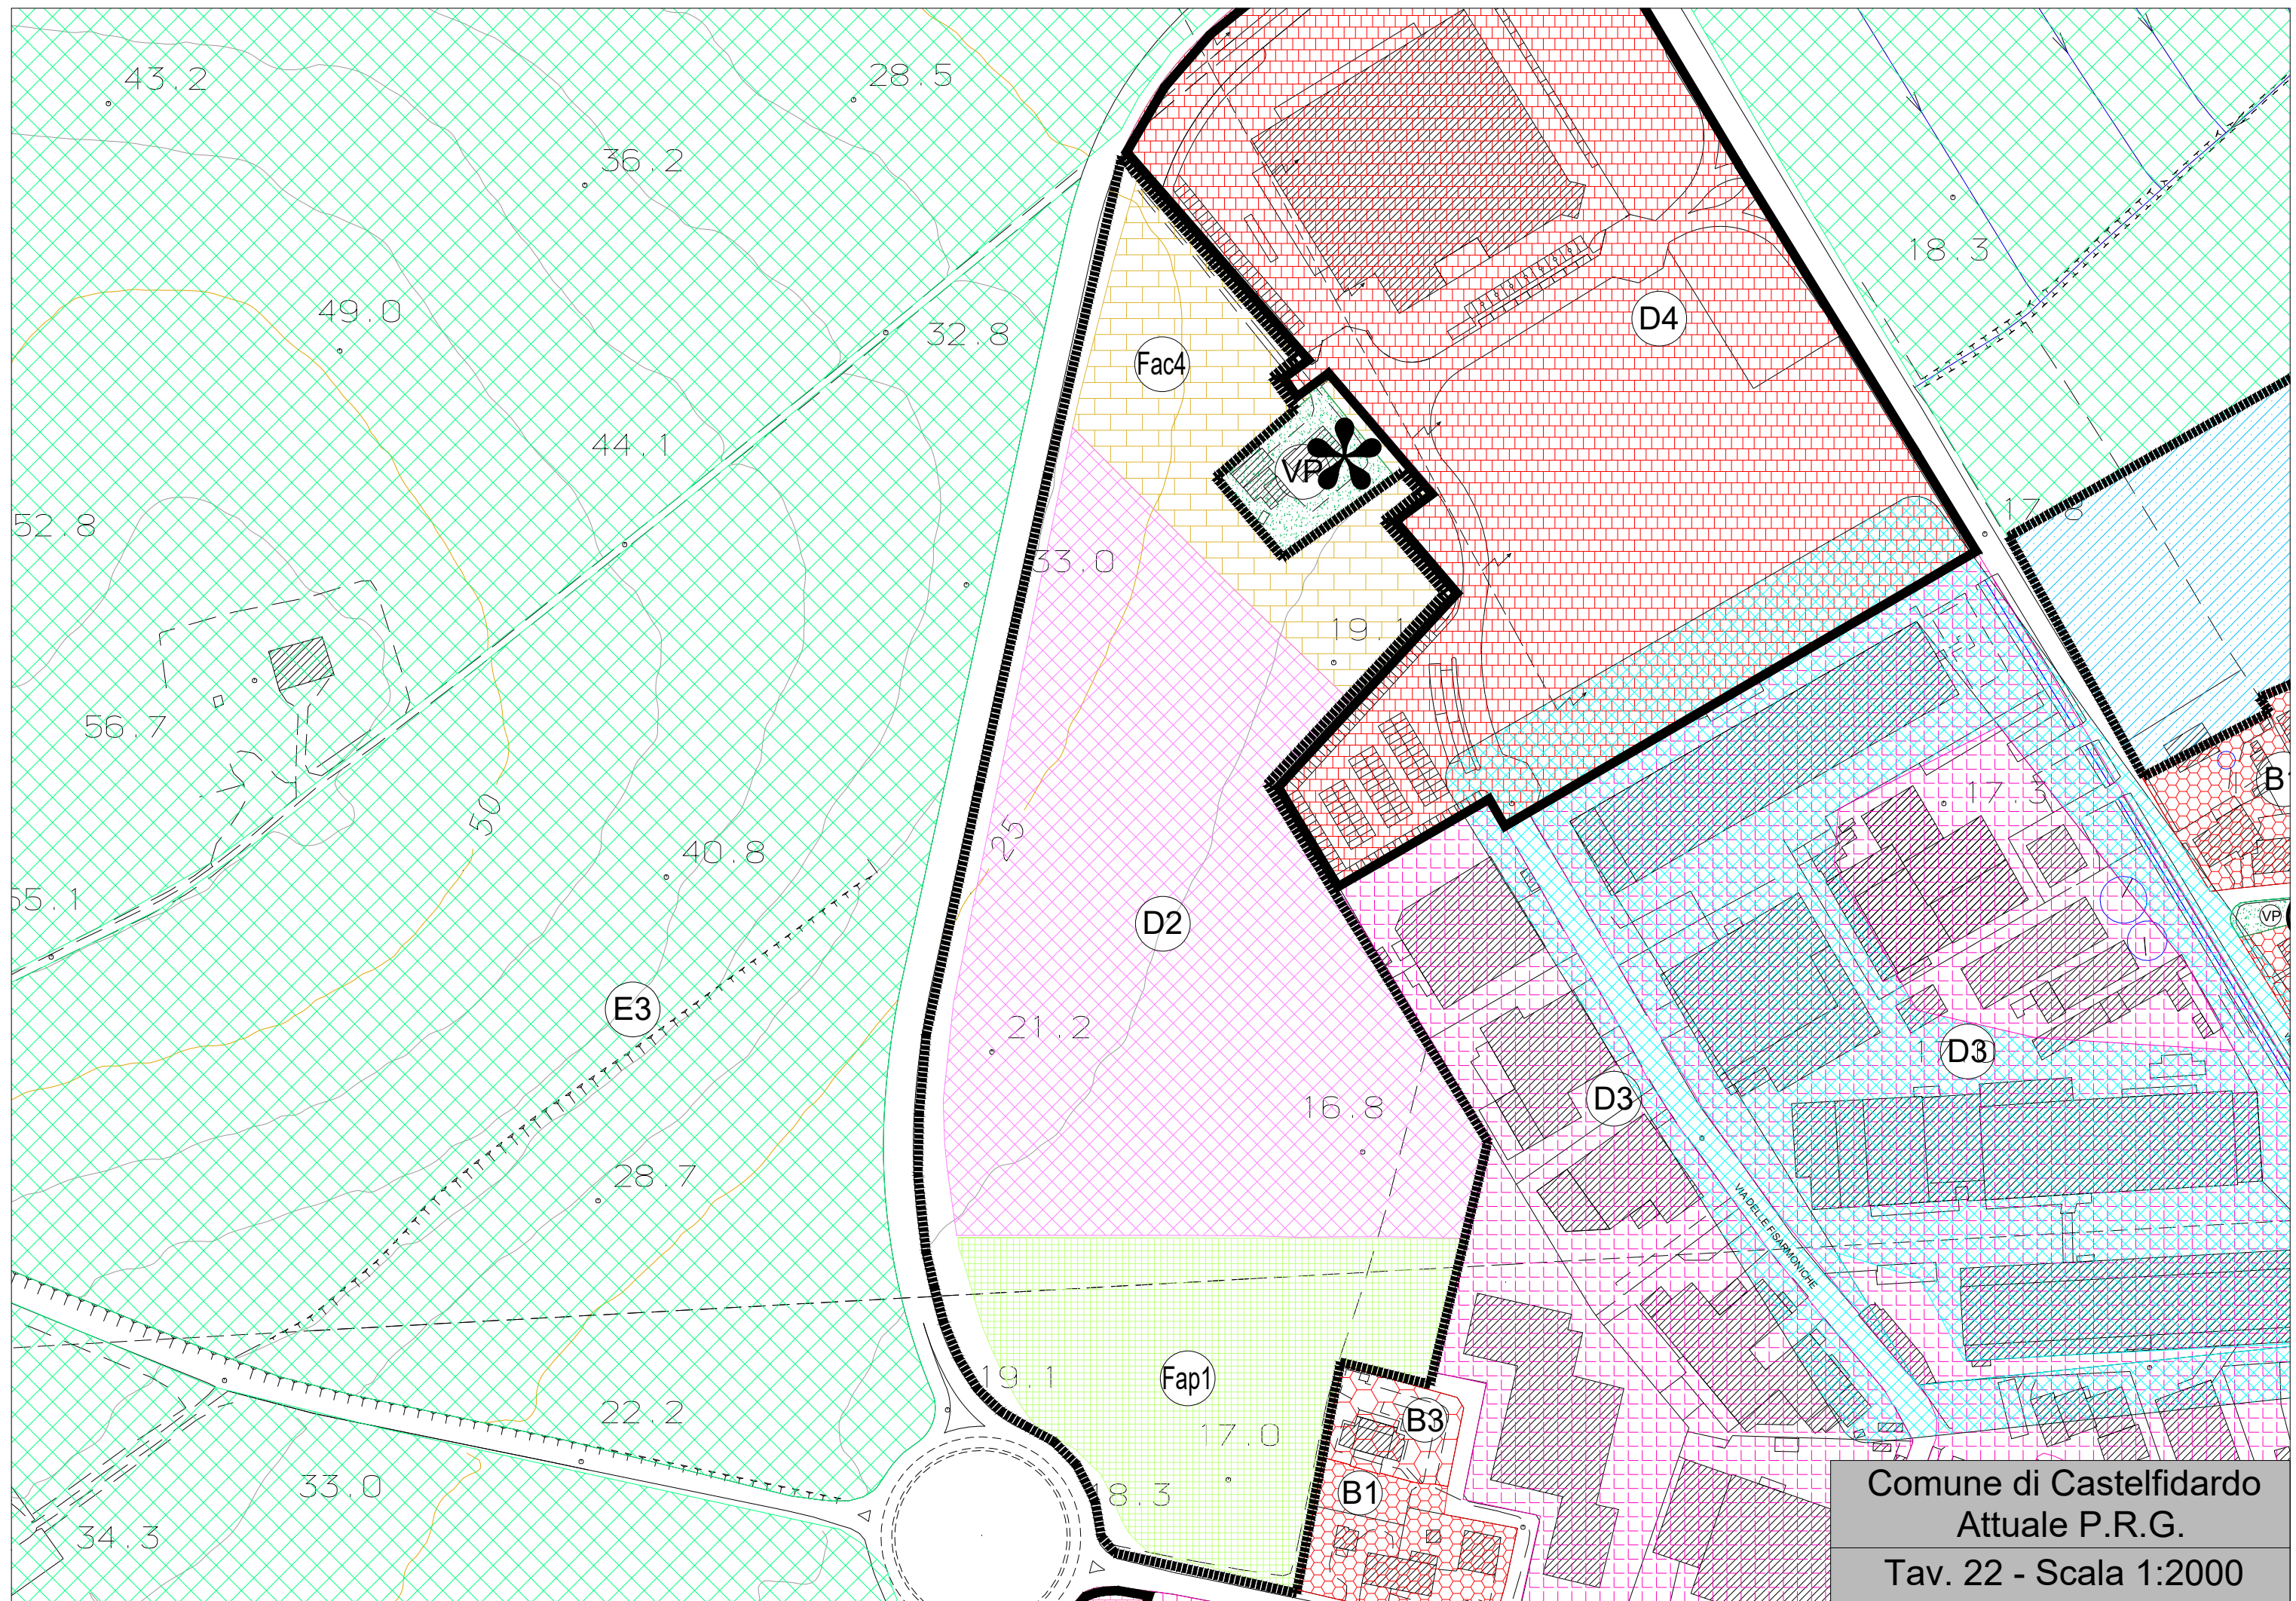 43,2
28,5
36,2
18,3
49,0
32,8
D4
Fac4
44,1
VP
52,8
17,8
33,0
19,1
56,7
17,3
50
25
40,8
55,1
VP
D2
E3
21,2
D3
16,8
D3
28,7
VIA DELLE FISARMONICHE
19,1
Fap1
22,2
B3
17,0
33,0
B1
18,3
34,3
Comune di Castelfidardo
Attuale P.R.G.
Tav. 22 - Scala 1:2000